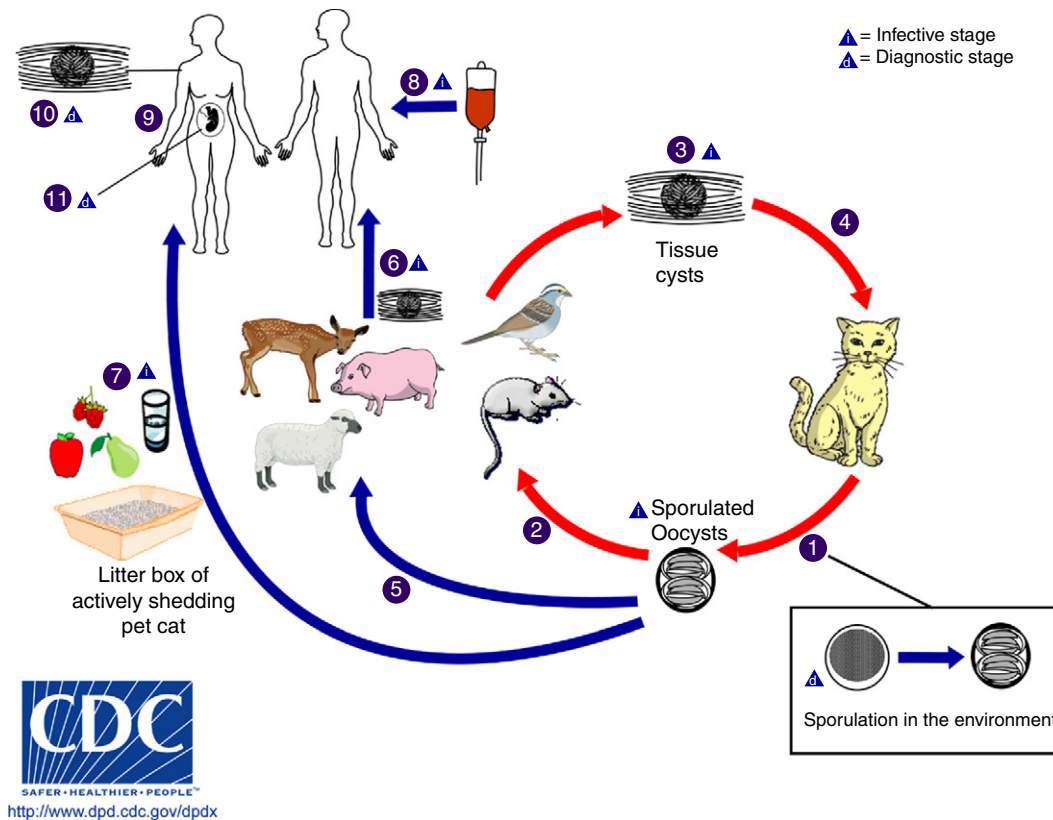 i = Infective stage
d = Diagnostic stage
8 i
10 d
9
3 i
11 d
4
Tissue
cysts
6 i
7 i
i Sporulated
Oocysts
2
1
5
Litter box of
actively shedding
pet cat
d
Sporulation in the environment
CDC
SAFER·HEALTHIER·PEOPLE™
http://www.dpd.cdc.gov/dpdx